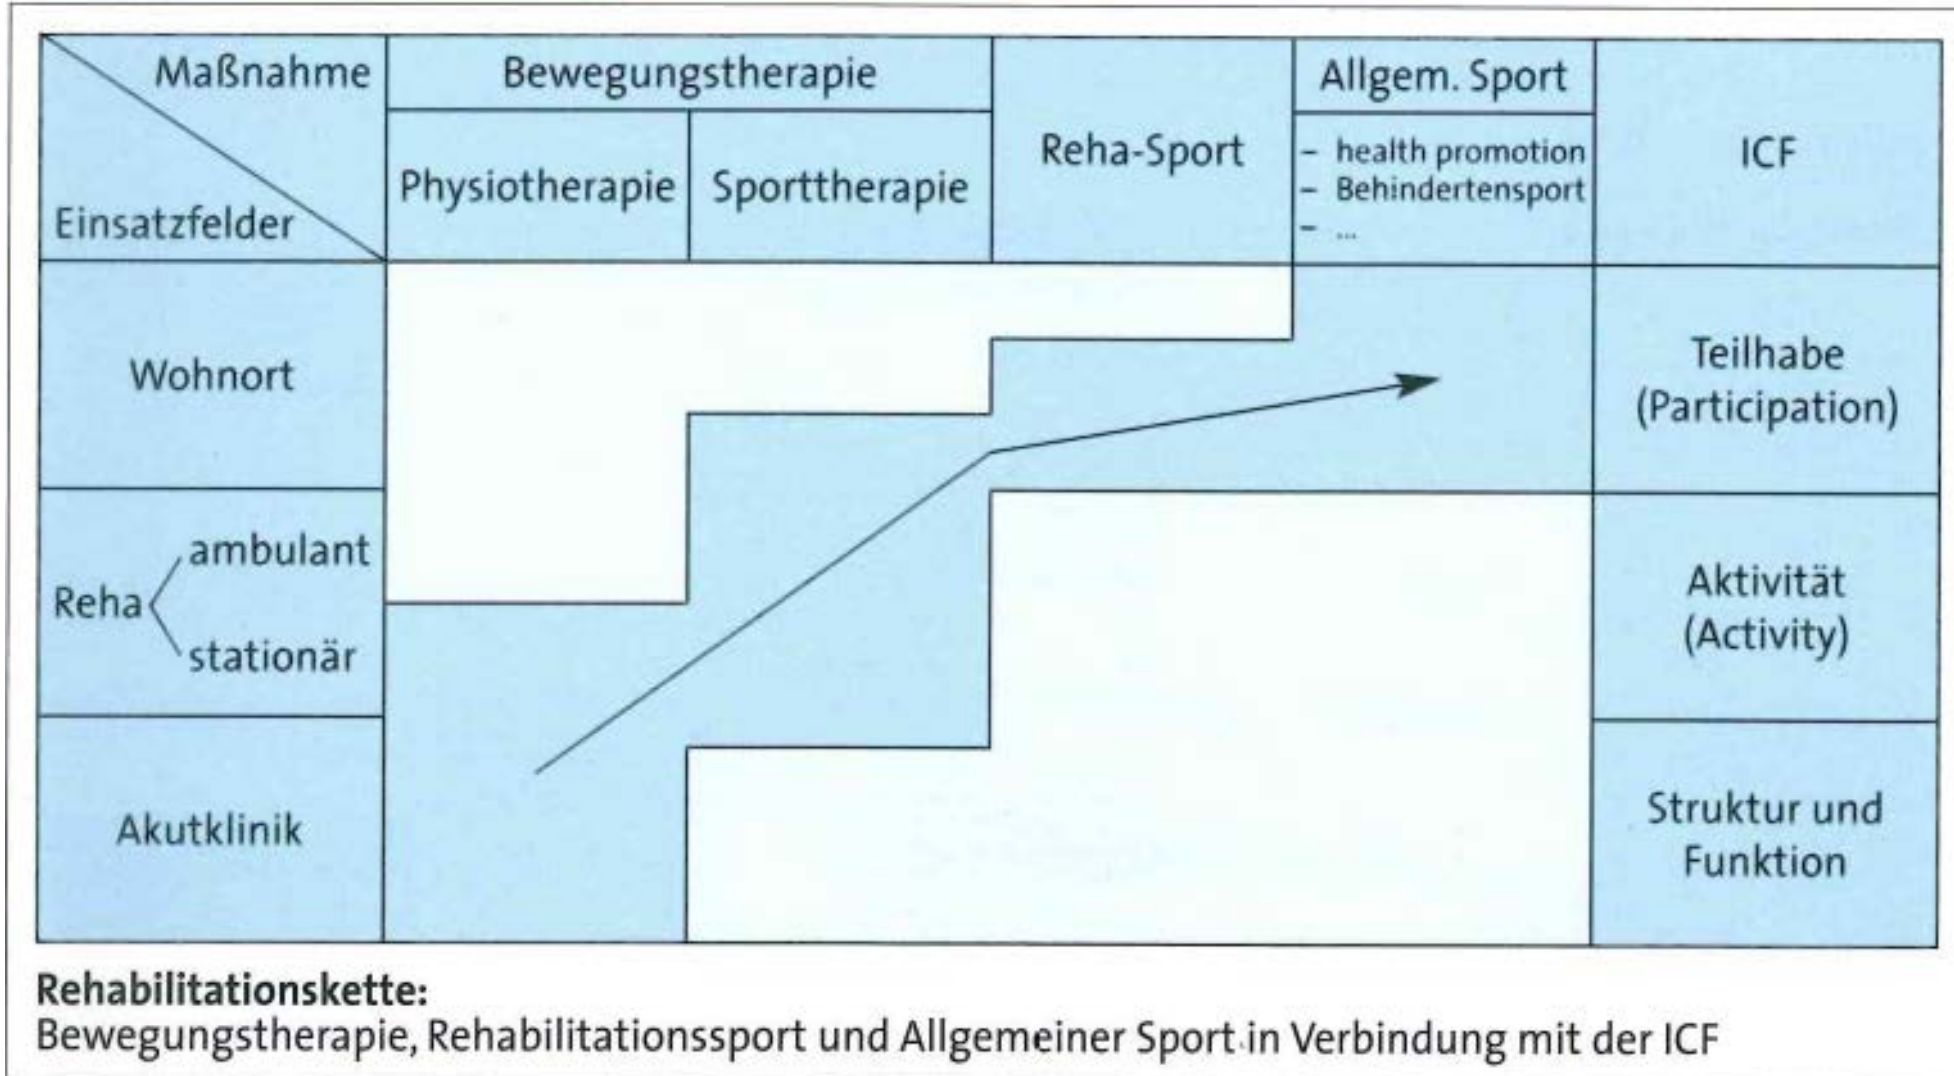 Maßnahme
Einsatzfelder
Bewegungstherapie
Physiotherapie
Sporttherapie
Reha-Sport
Allgem. Sport
– health promotion
– Behindertensport
– ...
ICF
Wohnort
Teilhabe
(Participation)
Reha
ambulant
stationär
Aktivität
(Activity)
Akutklinik
Struktur und
Funktion
Rehabilitationskette:
Bewegungstherapie, Rehabilitationssport und Allgemeiner Sport in Verbindung mit der ICF